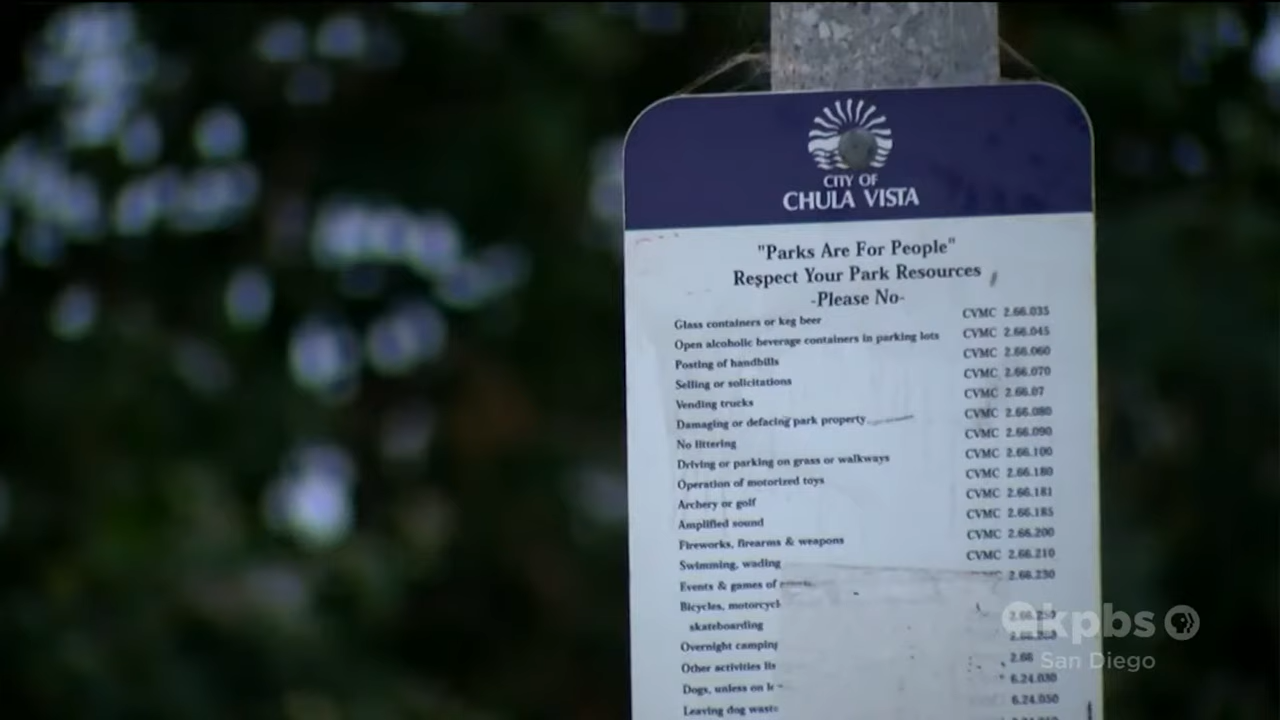 CITY OF
CHULA VISTA
"Parks Are For People"
Respect Your Park Resources
-Please No-
Glass containers or keg beer CVMC 2.66.035
Open alcoholic beverage containers in parking lots CVMC 2.66.045
Posting of handbills CVMC 2.66.060
Selling or solicitations CVMC 2.66.070
Vending trucks CVMC 2.66.07
Damaging or defacing park property CVMC 2.66.080
No littering CVMC 2.66.090
Driving or parking on grass or walkways CVMC 2.66.100
Operation of motorized toys CVMC 2.66.180
Archery or golf CVMC 2.66.181
Amplified sound CVMC 2.66.185
Fireworks, firearms & weapons CVMC 2.66.200
Swimming, wading CVMC 2.66.210
Events & games of 2.66.230
Bicycles,
skateboarding
Overnight 2.66
Other activities
Dogs, unless on 6.24.030
Leaving dog 6.24.050
kpbs
San Diego